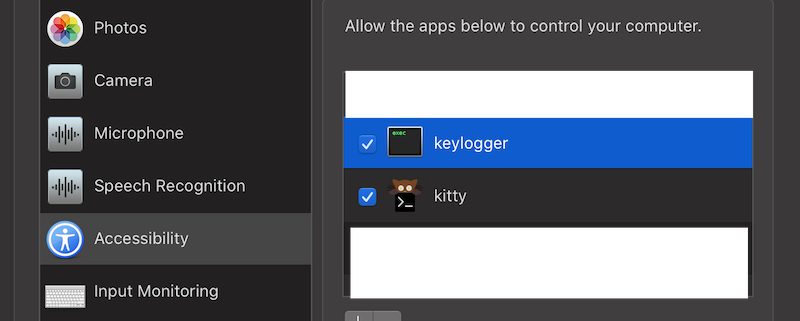 Photos
Camera
Microphone
Speech Recognition
Accessibility
Input Monitoring
Allow the apps below to control your computer.
exec
keylogger
kitty